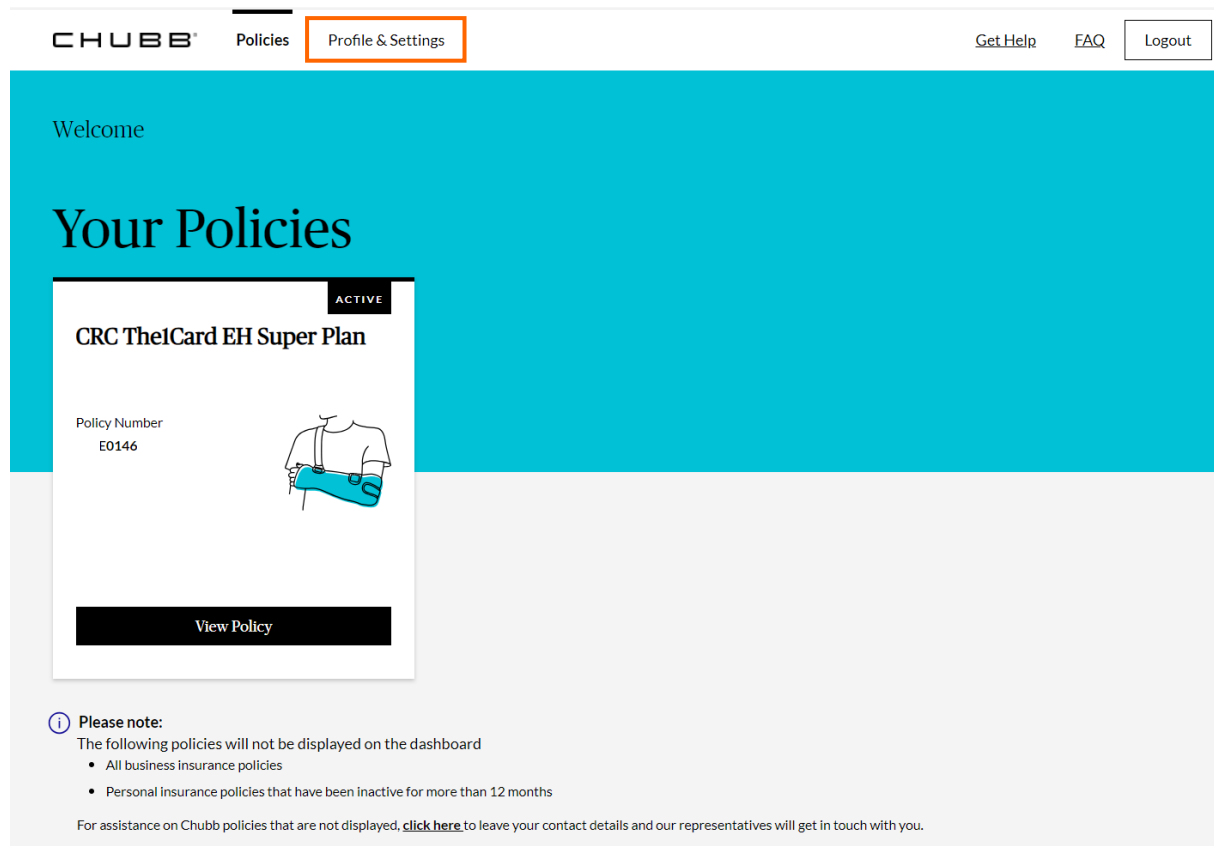 CHUBB Policies Profile & Settings Get Help FAQ Logout
Welcome
Your Policies
ACTIVE
CRC The1Card EH Super Plan
Policy Number
E0146
View Policy
i Please note:
The following policies will not be displayed on the dashboard
• All business insurance policies
• Personal insurance policies that have been inactive for more than 12 months
For assistance on Chubb policies that are not displayed, click here to leave your contact details and our representatives will get in touch with you.